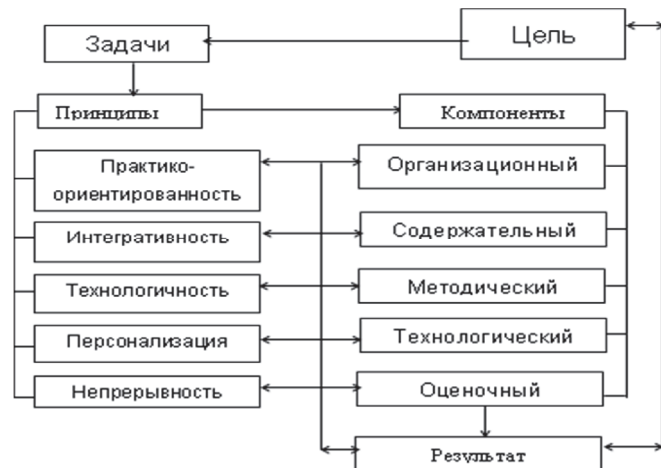 Задачи
Цель
Принципы
Компоненты
Практико-
ориентированность
Организационный
Интегративность
Содержательный
Технологичность
Методический
Персонализация
Технологический
Непрерывность
Оценочный
Результат